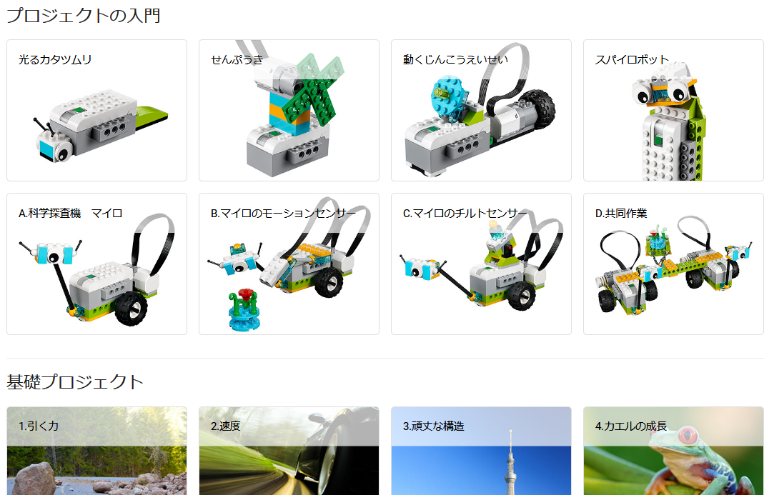 プロジェクトの入門
光るカタツムリ
せんぷうき
動くじんこうえいせい
スパイロボット
A.科学探査機　マイロ
B.マイロのモーションセンサー
C.マイロのチルトセンサー
D.共同作業
基礎プロジェクト
1.引く力
2.速度
3.頑丈な構造
4.カエルの成長